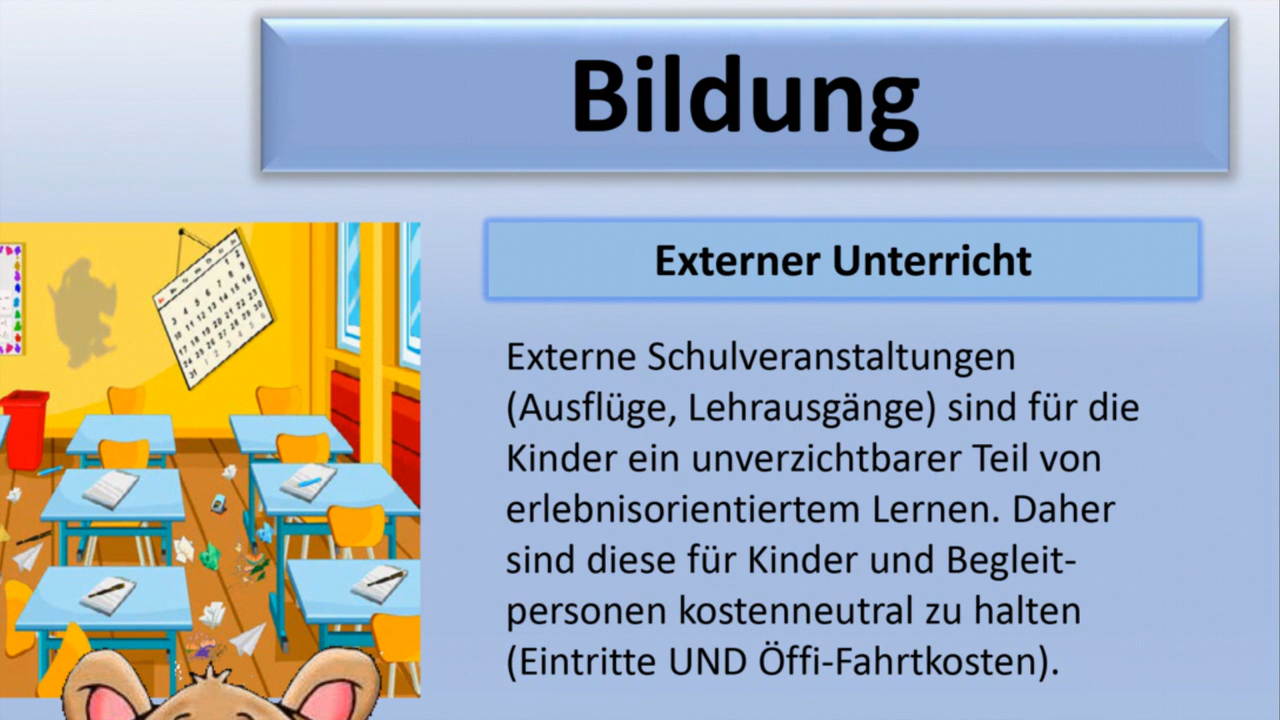 Bildung
Externer Unterricht
Externe Schulveranstaltungen
(Ausflüge, Lehrausgänge) sind für die
Kinder ein unverzichtbarer Teil von
erlebnisorientiertem Lernen. Daher
sind diese für Kinder und Begleit-
personen kostenneutral zu halten
(Eintritte UND Öffi-Fahrtkosten).